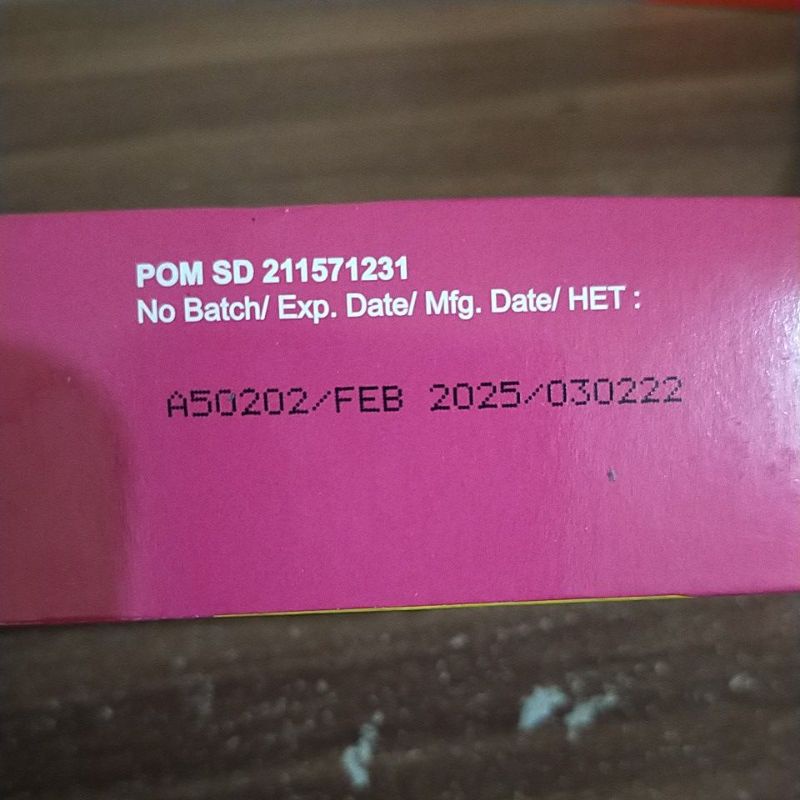 POM SD 211571231
No Batch/ Exp. Date/ Mfg. Date/ HET :
A50202/FEB 2025/030222